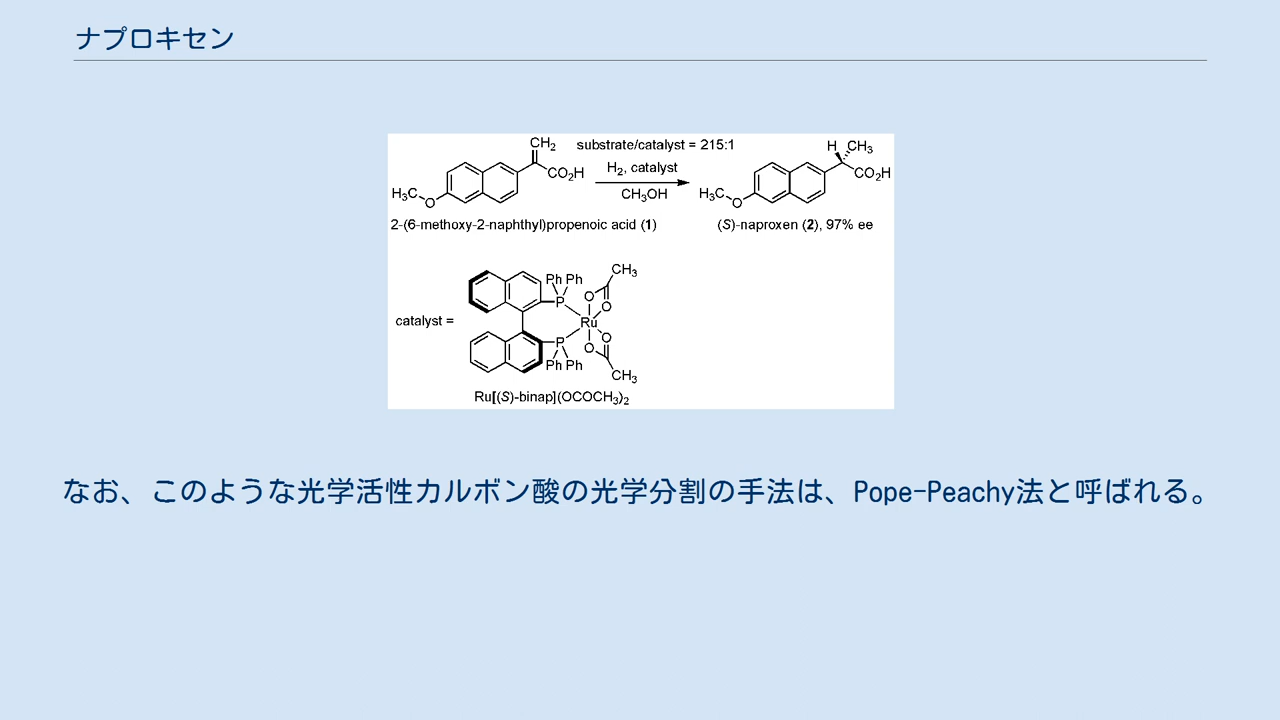 ナプロキセン
CH₂
substrate/catalyst = 215:1
H CH₃
H₂, catalyst
CO₂H
CO₂H
H₃C
O
CH₃OH
H₃C
O
2-(6-methoxy-2-naphthyl)propenoic acid (1)
(S)-naproxen (2), 97% ee
CH₃
Ph Ph
O
P
O
catalyst =
Ru
P
O
O
Ph Ph
CH₃
Ru[(S)-binap](OCOCH₃)₂
なお、このような光学活性カルボン酸の光学分割の手法は、Pope-Peachy法と呼ばれる。